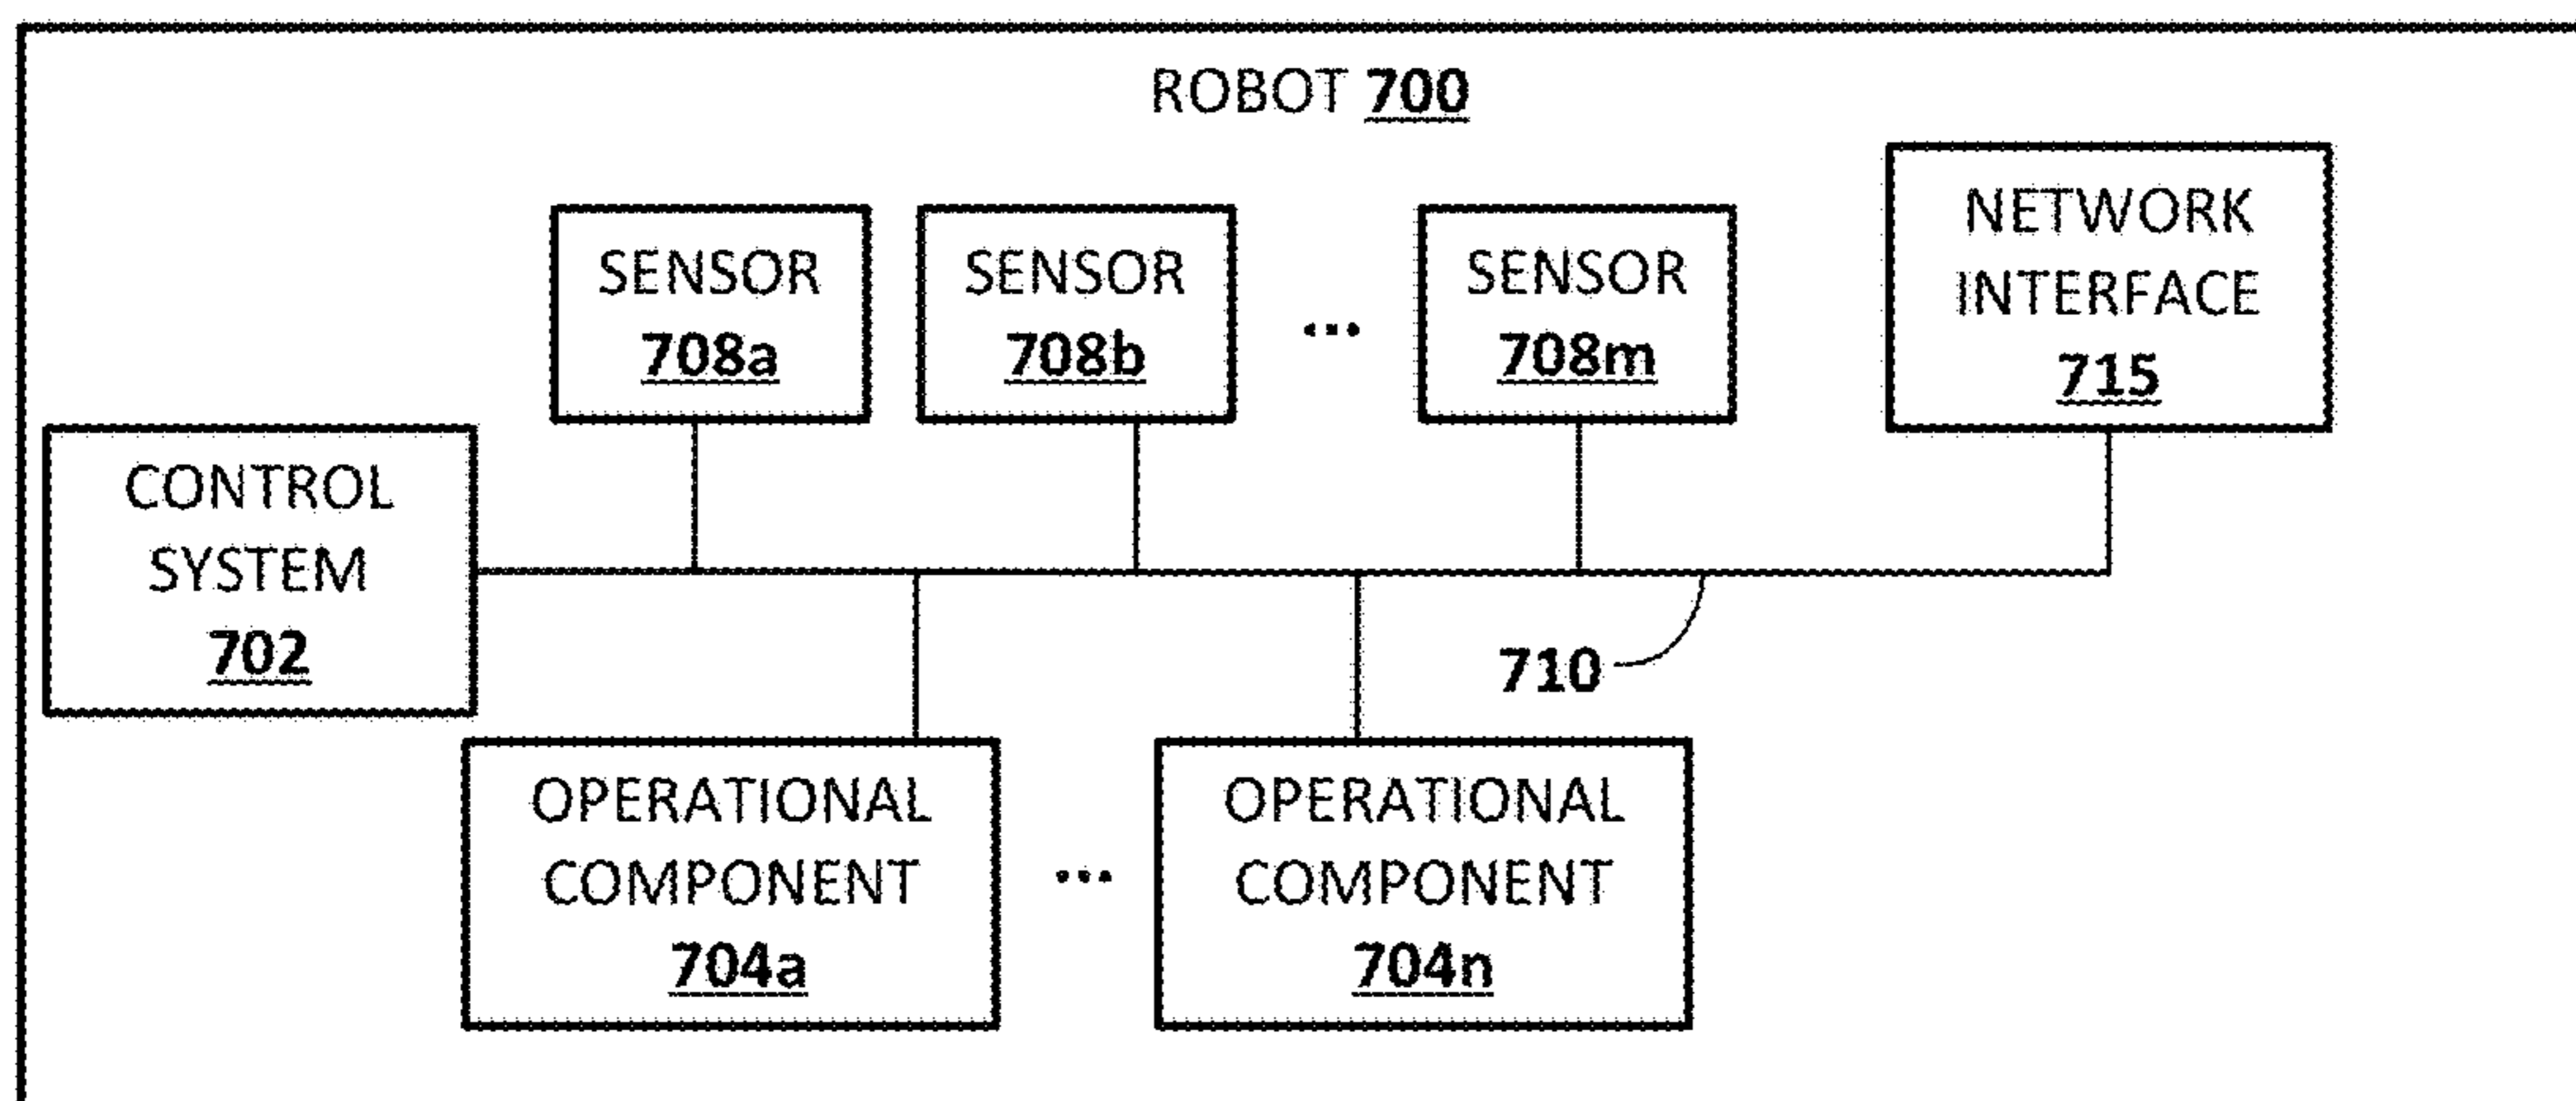 ROBOT 700
SENSOR
708a
SENSOR
708b
...
SENSOR
708m
NETWORK
INTERFACE
715
CONTROL
SYSTEM
702
710
OPERATIONAL
COMPONENT
704a
...
OPERATIONAL
COMPONENT
704n